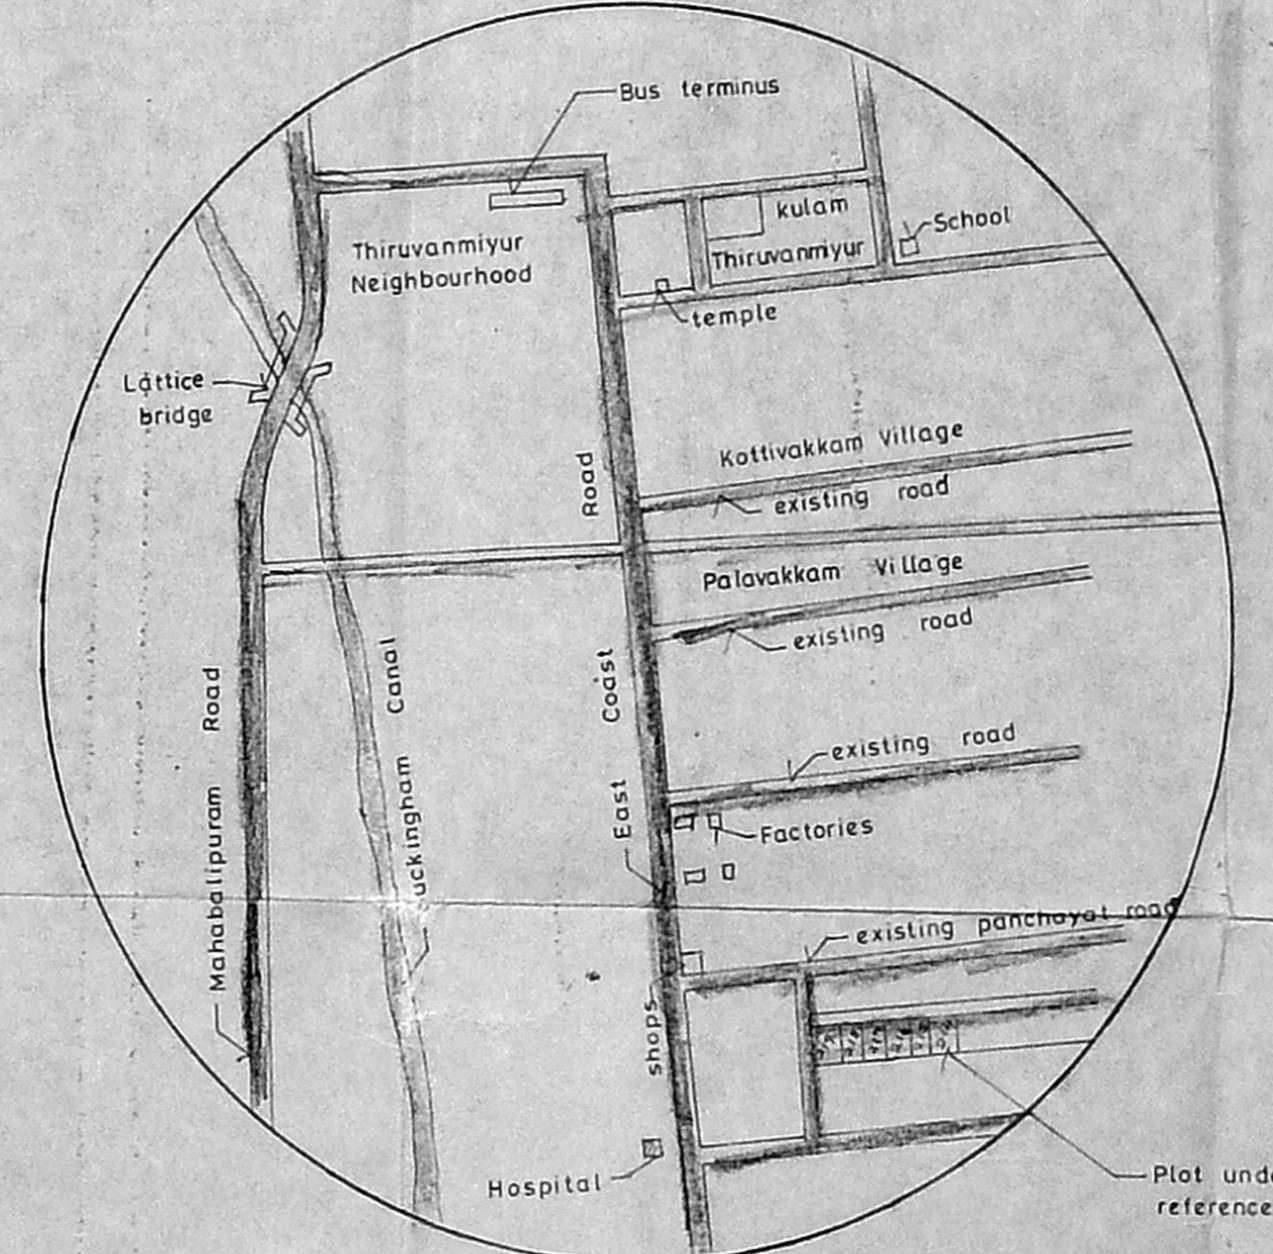 Bus terminus
kulam
School
Thiruvanmiyur
Neighbourhood
Thiruvanmiyur
temple
Lattice
bridge
Kottivakkam Village
Road
existing road
Palavakkam Village
existing road
Road
Canal
Coast
existing road
East
Factories
Mahabalipuram
uckingham
existing panchayat road
shops
Hospital
Plot unde
reference